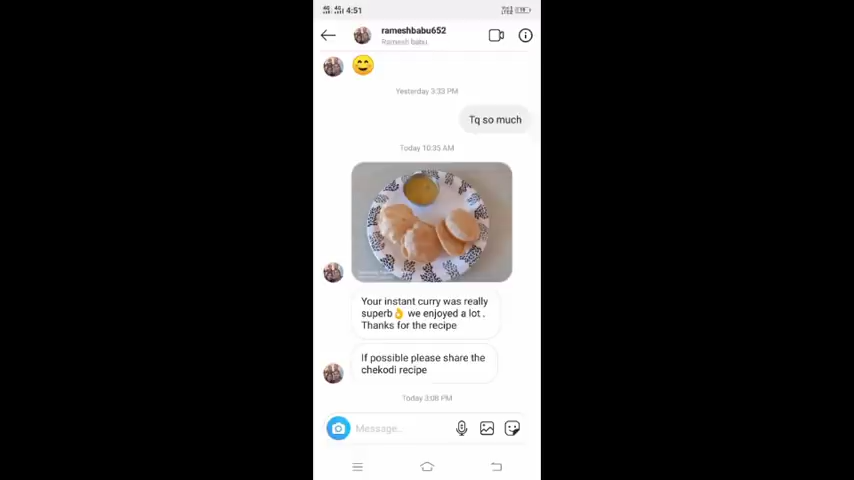 4:51
rameshbabu652
Ramesh babu
Yesterday 3:33 PM
Tq so much
Today 10:35 AM
Your instant curry was really
superb👌 we enjoyed a lot .
Thanks for the recipe
If possible please share the
chekodi recipe
Today 3:08 PM
Message...